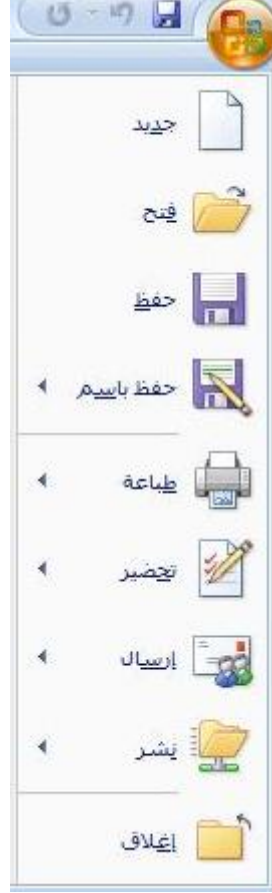 جديد
فتح
حفظ
حفظ باسم
طباعة
تحضير
إرسال
نشر
إغلاق